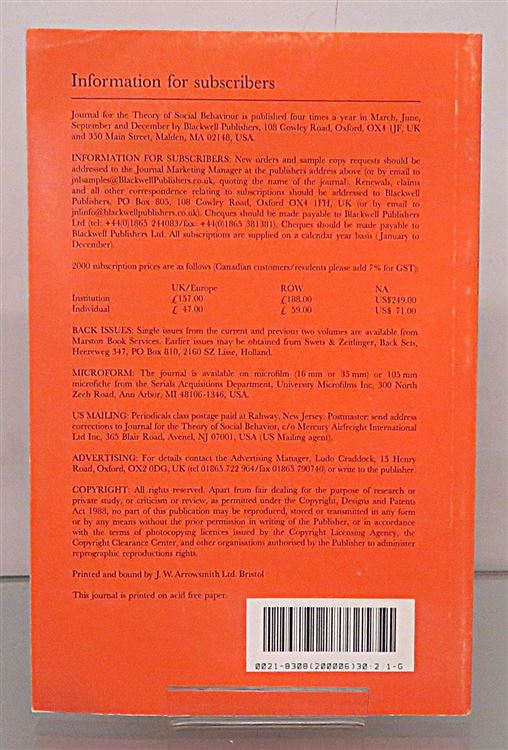 Information for subscribers
Journal for the Theory of Social Behaviour is published four times a year in March, June,
September and December by Blackwell Publishers, 108 Cowley Road, Oxford, OX4 1JF, UK
and 350 Main Street, Malden, MA 02148, USA.
INFORMATION FOR SUBSCRIBERS: New orders and sample copy requests should be
addressed to the Journal Marketing Manager at the publishers address above (or by email to
jnlsamples@BlackwellPublishers.co.uk, quoting the name of the journal). Renewals, claims
and all other correspondence relating to subscriptions should be addressed to Blackwell
Publishers, PO Box 805, 108 Cowley Road, Oxford OX4 1FH, UK (or by email to
jnlinfo@blackwellpublishers.co.uk). Cheques should be made payable to Blackwell Publishers
Ltd (tel: +44(0)1865 244083/fax: +44(0)1865 381381). Cheques should be made payable to
Blackwell Publishers Ltd. All subscriptions are supplied on a calendar year basis (January to
December).
2000 subscription prices are as follows (Canadian customers/residents please add 7% for GST):
UK/Europe ROW NA
Institution £157.00 £188.00 US$249.00
Individual £ 47.00 £ 59.00 US$ 71.00
BACK ISSUES: Single issues from the current and previous two volumes are available from
Marston Book Services. Earlier issues may be obtained from Swets & Zeitlinger, Back Sets,
Heereweg 347, PO Box 810, 2160 SZ Lisse, Holland.
MICROFORM: The journal is available on microfilm (16 mm or 35 mm) or 105 mm
microfiche from the Serials Acquisitions Department, University Microfilms Inc, 300 North
Zeeb Road, Ann Arbor, MI 48106-1346, USA.
US MAILING: Periodicals class postage paid at Rahway, New Jersey. Postmaster: send address
corrections to Journal for the Theory of Social Behavior, c/o Mercury Airfreight International
Ltd Inc, 365 Blair Road, Avenel, NJ 07001, USA (US Mailing agent).
ADVERTISING: For details contact the Advertising Manager, Ludo Craddock, 15 Henry
Road, Oxford, OX2 0DG, UK (tel 01865 722 964/fax 01865 790740) or write to the publisher.
COPYRIGHT: All rights reserved. Apart from fair dealing for the purpose of research or
private study, or criticism or review, as permitted under the Copyright, Designs and Patents
Act 1988, no part of this publication may be reproduced, stored or transmitted in any form
or by any means without the prior permission in writing of the Publisher, or in accordance
with the terms of photocopying licences issued by the Copyright Licensing Agency, the
Copyright Clearance Center, and other organisations authorised by the Publisher to administer
reprographic reproductions rights.
Printed and bound by J. W. Arrowsmith Ltd. Bristol
This journal is printed on acid free paper.
0021-8308(200006)30:2;1-G